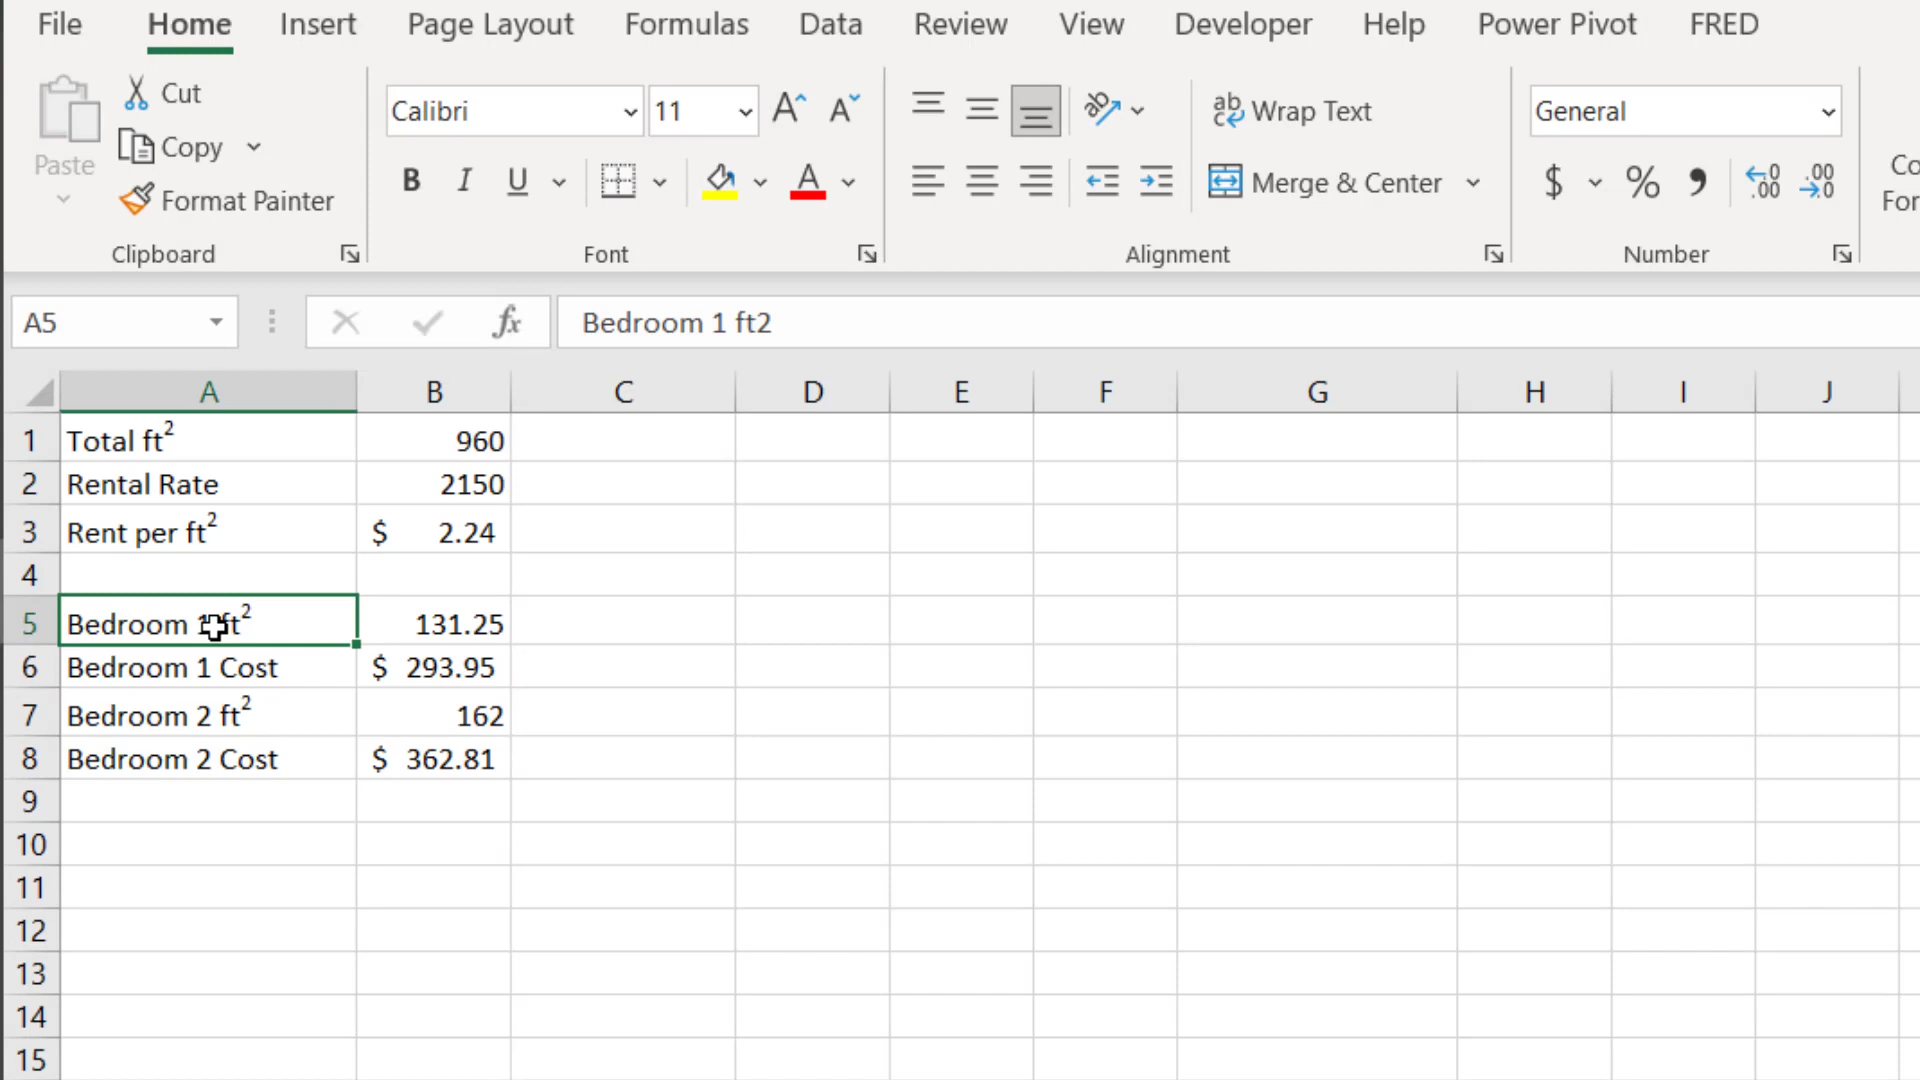 File Home Insert Page Layout Formulas Data Review View Developer Help Power Pivot FRED
Paste
Cut
Copy
Format Painter
Clipboard
Calibri 11
B I U
Font
Wrap Text
Merge & Center
Alignment
General
$ % ,
Number
Co
For
A5 fx Bedroom 1 ft2
A B C D E F G H I J
1 Total ft² 960
2 Rental Rate 2150
3 Rent per ft² $ 2.24
4
5 Bedroom 1 ft² 131.25
6 Bedroom 1 Cost $ 293.95
7 Bedroom 2 ft² 162
8 Bedroom 2 Cost $ 362.81
9
10
11
12
13
14
15